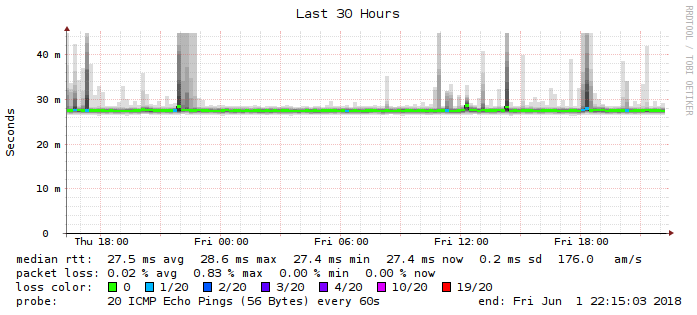 Last 30 Hours
RRDTOOL / TOBI OETIKER
Seconds
40 m
30 m
20 m
10 m
0
Thu 18:00 Fri 00:00 Fri 06:00 Fri 12:00 Fri 18:00
median rtt: 27.5 ms avg 28.6 ms max 27.4 ms min 27.4 ms now 0.2 ms sd 176.0 am/s
packet loss: 0.02 % avg 0.83 % max 0.00 % min 0.00 % now
loss color: 0 1/20 2/20 3/20 4/20 10/20 19/20
probe: 20 ICMP Echo Pings (56 Bytes) every 60s end: Fri Jun 1 22:15:03 2018